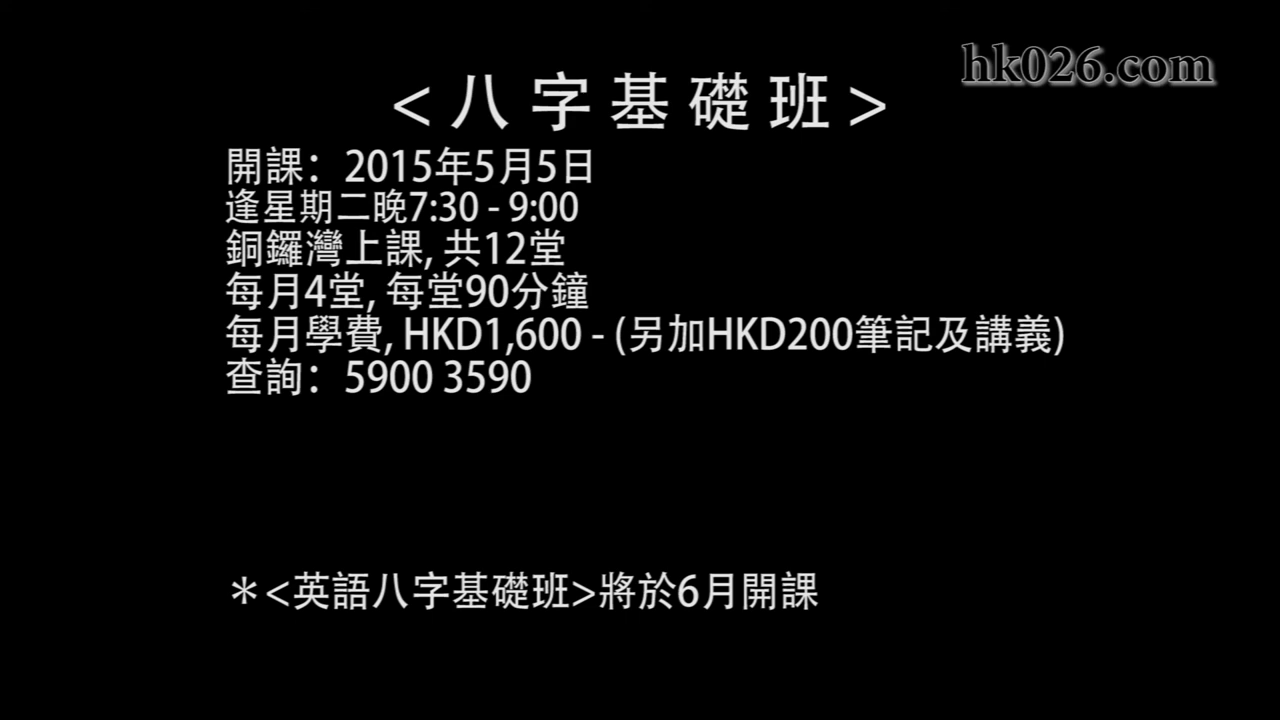 hk026.com
<八字基礎班>
開課：2015年5月5日
逢星期二晚7:30 - 9:00
銅鑼灣上課, 共12堂
每月4堂, 每堂90分鐘
每月學費, HKD1,600 - (另加HKD200筆記及講義)
查詢：5900 3590
＊<英語八字基礎班>將於6月開課